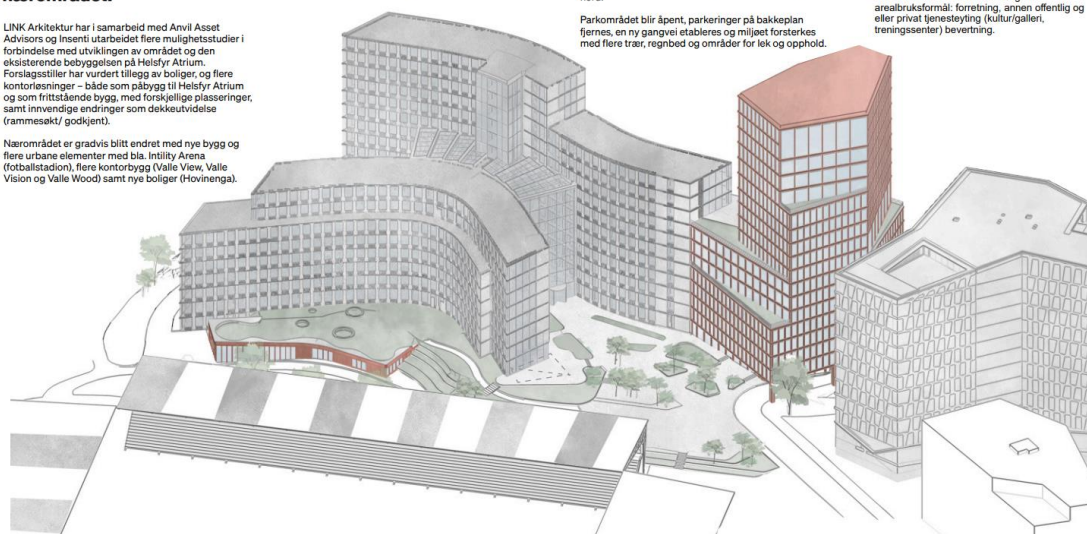 LINK Arkitektur har i samarbeid med Anvil Asset
Advisors og Insenti utarbeidet flere mulighetsstudier i
forbindelse med utviklingen av området og den
eksisterende bebyggelsen på Helsfyr Atrium.
Forslagsstiller har vurdert tillegg av boliger, og flere
kontorløsninger – både som påbygg til Helsfyr Atrium
og som frittstående bygg, med forskjellige plasseringer,
samt innvendige endringer som dekkeutvidelse
(rammesøkt/ godkjent).
Nærområdet er gradvis blitt endret med nye bygg og
flere urbane elementer med bla. Intility Arena
(fotballstadion), flere kontorbygg (Valle View, Valle
Vision og Valle Wood) samt nye boliger (Hovinenga).
Parkområdet blir åpent, parkeringer på bakkeplan
fjernes, en ny gangvei etableres og miljøet forsterkes
med flere trær, regnbed og områder for lek og opphold.
arealbruksformål: forretning, annen offentlig og
eller privat tjenesteyting (kultur/galleri,
treningssenter) bevertning.